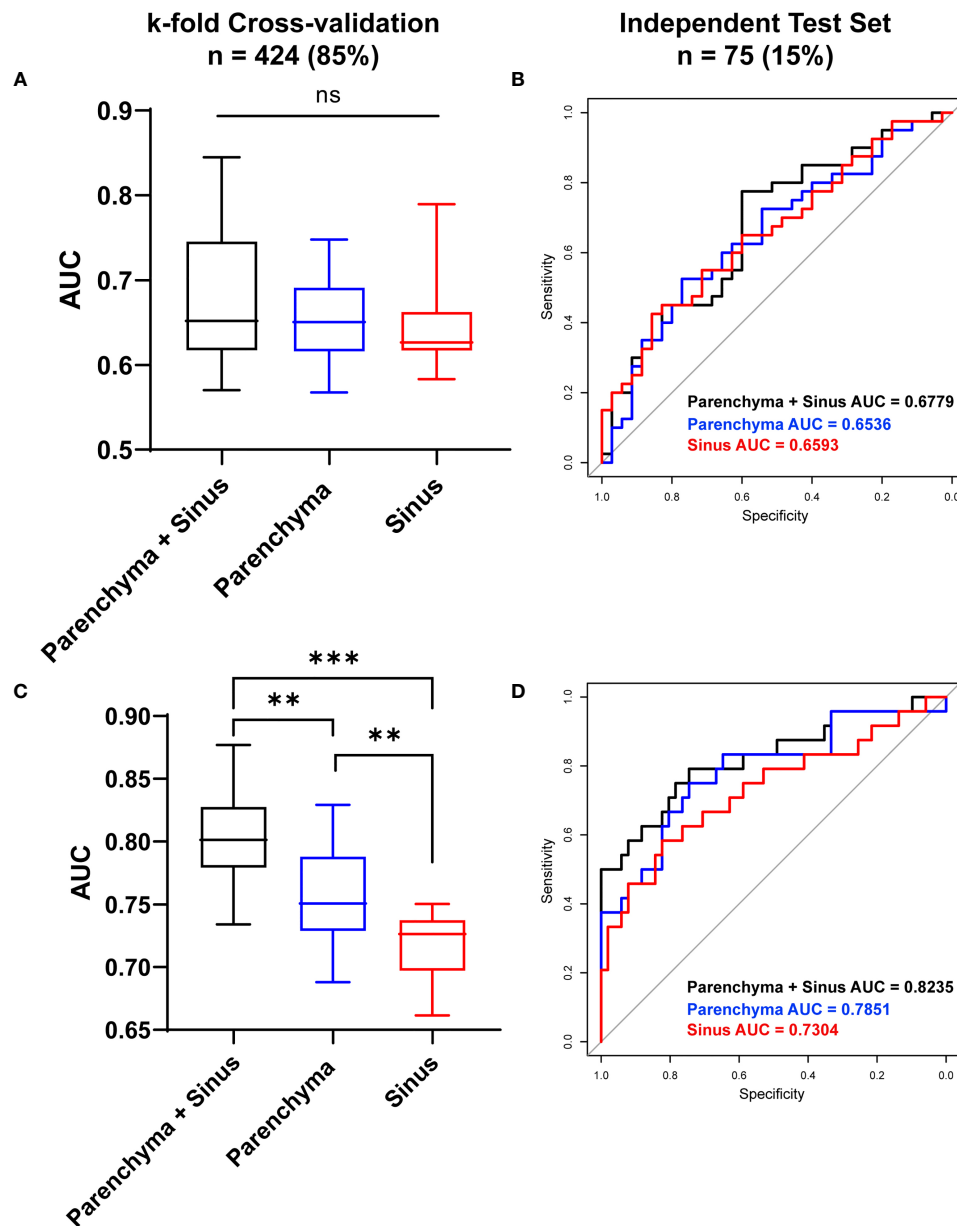 k-fold Cross-validation
n = 424 (85%)
Independent Test Set
n = 75 (15%)
A
ns
0.9
0.8
0.7
0.6
0.5
AUC
Parenchyma + Sinus
Parenchyma
Sinus
B
1.0
0.8
0.6
0.4
0.2
0.0
Sensitivity
Parenchyma + Sinus AUC = 0.6779
Parenchyma AUC = 0.6536
Sinus AUC = 0.6593
1.0 0.8 0.6 0.4 0.2 0.0
Specificity
C
***
**
**
0.90
0.85
0.80
0.75
0.70
0.65
AUC
Parenchyma + Sinus
Parenchyma
Sinus
D
1.0
0.8
0.6
0.4
0.2
0.0
Sensitivity
Parenchyma + Sinus AUC = 0.8235
Parenchyma AUC = 0.7851
Sinus AUC = 0.7304
1.0 0.8 0.6 0.4 0.2 0.0
Specificity